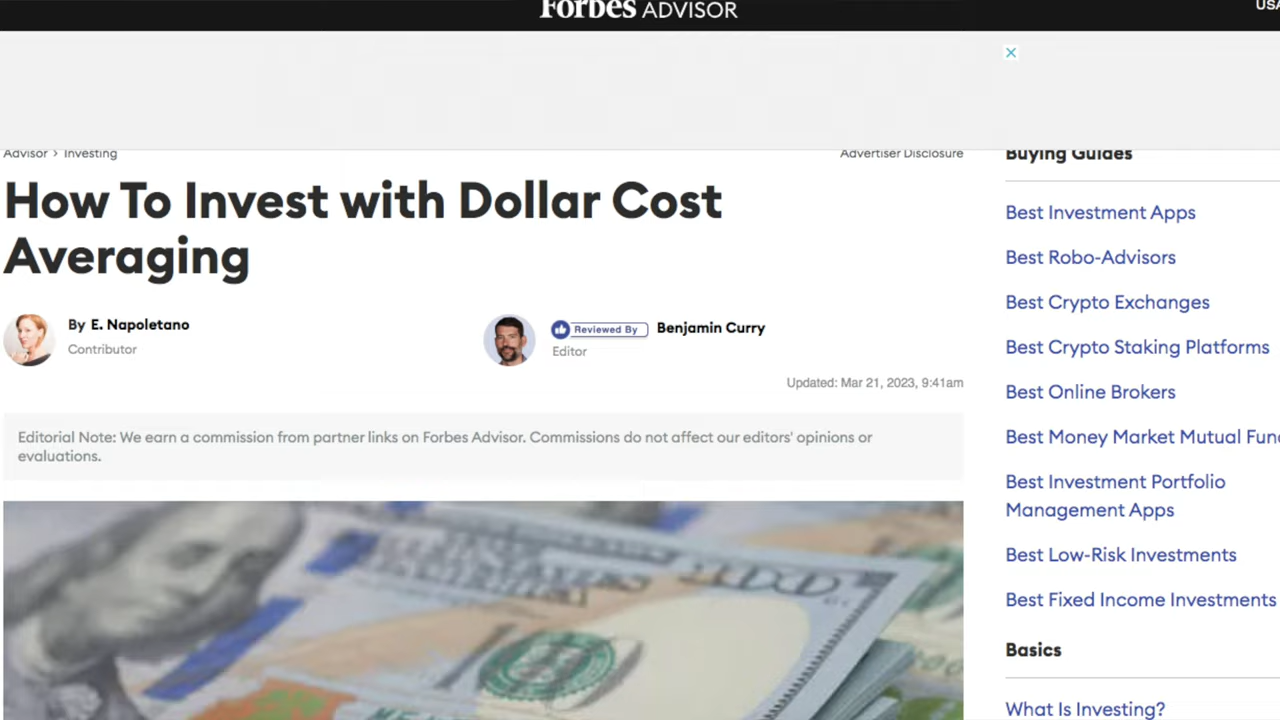 Forbes ADVISOR
USA
Advisor > Investing
Advertiser Disclosure
How To Invest with Dollar Cost
Averaging
By E. Napoletano
Contributor
Reviewed By Benjamin Curry
Editor
Updated: Mar 21, 2023, 9:41am
Editorial Note: We earn a commission from partner links on Forbes Advisor. Commissions do not affect our editors' opinions or
evaluations.
Buying Guides
Best Investment Apps
Best Robo-Advisors
Best Crypto Exchanges
Best Crypto Staking Platforms
Best Online Brokers
Best Money Market Mutual Fun
Best Investment Portfolio
Management Apps
Best Low-Risk Investments
Best Fixed Income Investments
Basics
What Is Investing?